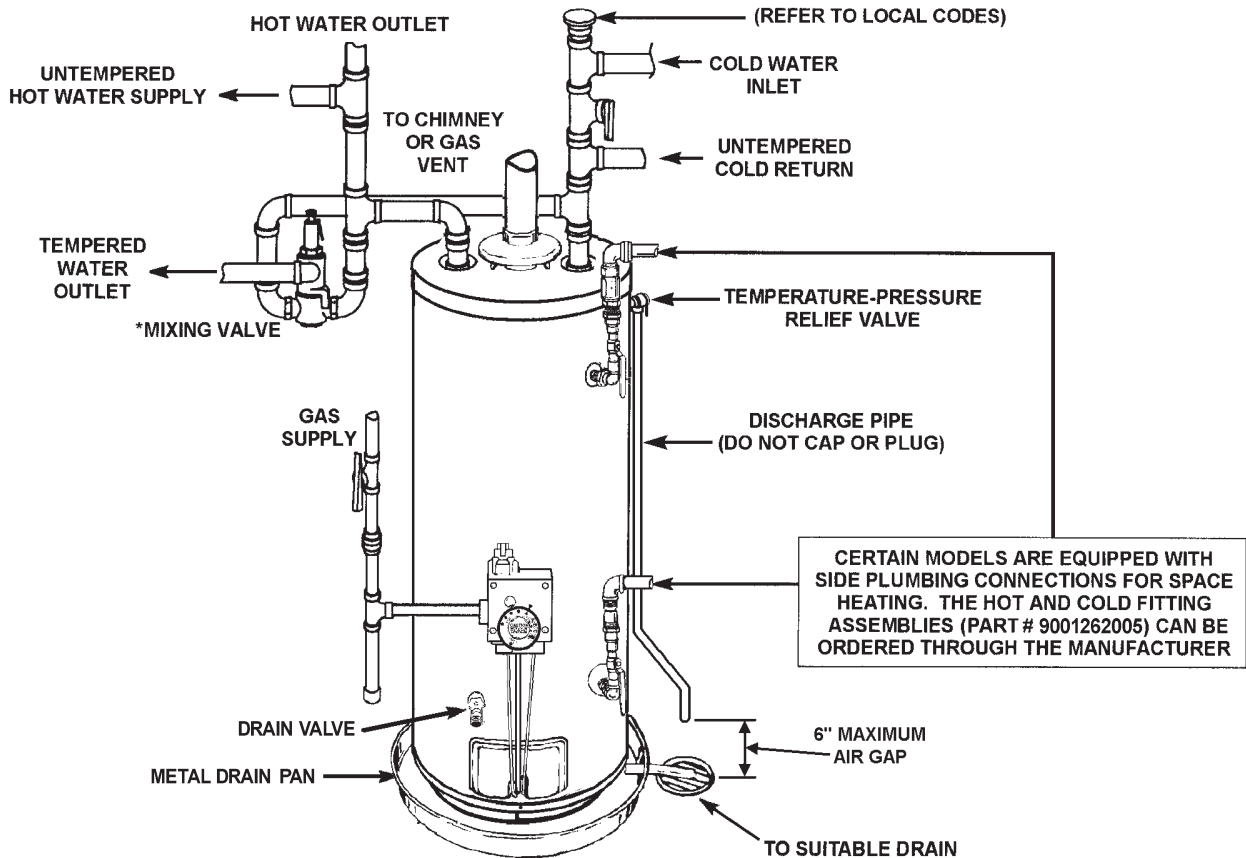 HOT WATER OUTLET
(REFER TO LOCAL CODES)
UNTEMPERED
HOT WATER SUPPLY
COLD WATER
INLET
TO CHIMNEY
OR GAS
VENT
UNTEMPERED
COLD RETURN
TEMPERED
WATER
OUTLET
*MIXING VALVE
TEMPERATURE-PRESSURE
RELIEF VALVE
GAS
SUPPLY
DISCHARGE PIPE
(DO NOT CAP OR PLUG)
CERTAIN MODELS ARE EQUIPPED WITH
SIDE PLUMBING CONNECTIONS FOR SPACE
HEATING. THE HOT AND COLD FITTING
ASSEMBLIES (PART # 9001262005) CAN BE
ORDERED THROUGH THE MANUFACTURER
DRAIN VALVE
6" MAXIMUM
AIR GAP
METAL DRAIN PAN
TO SUITABLE DRAIN